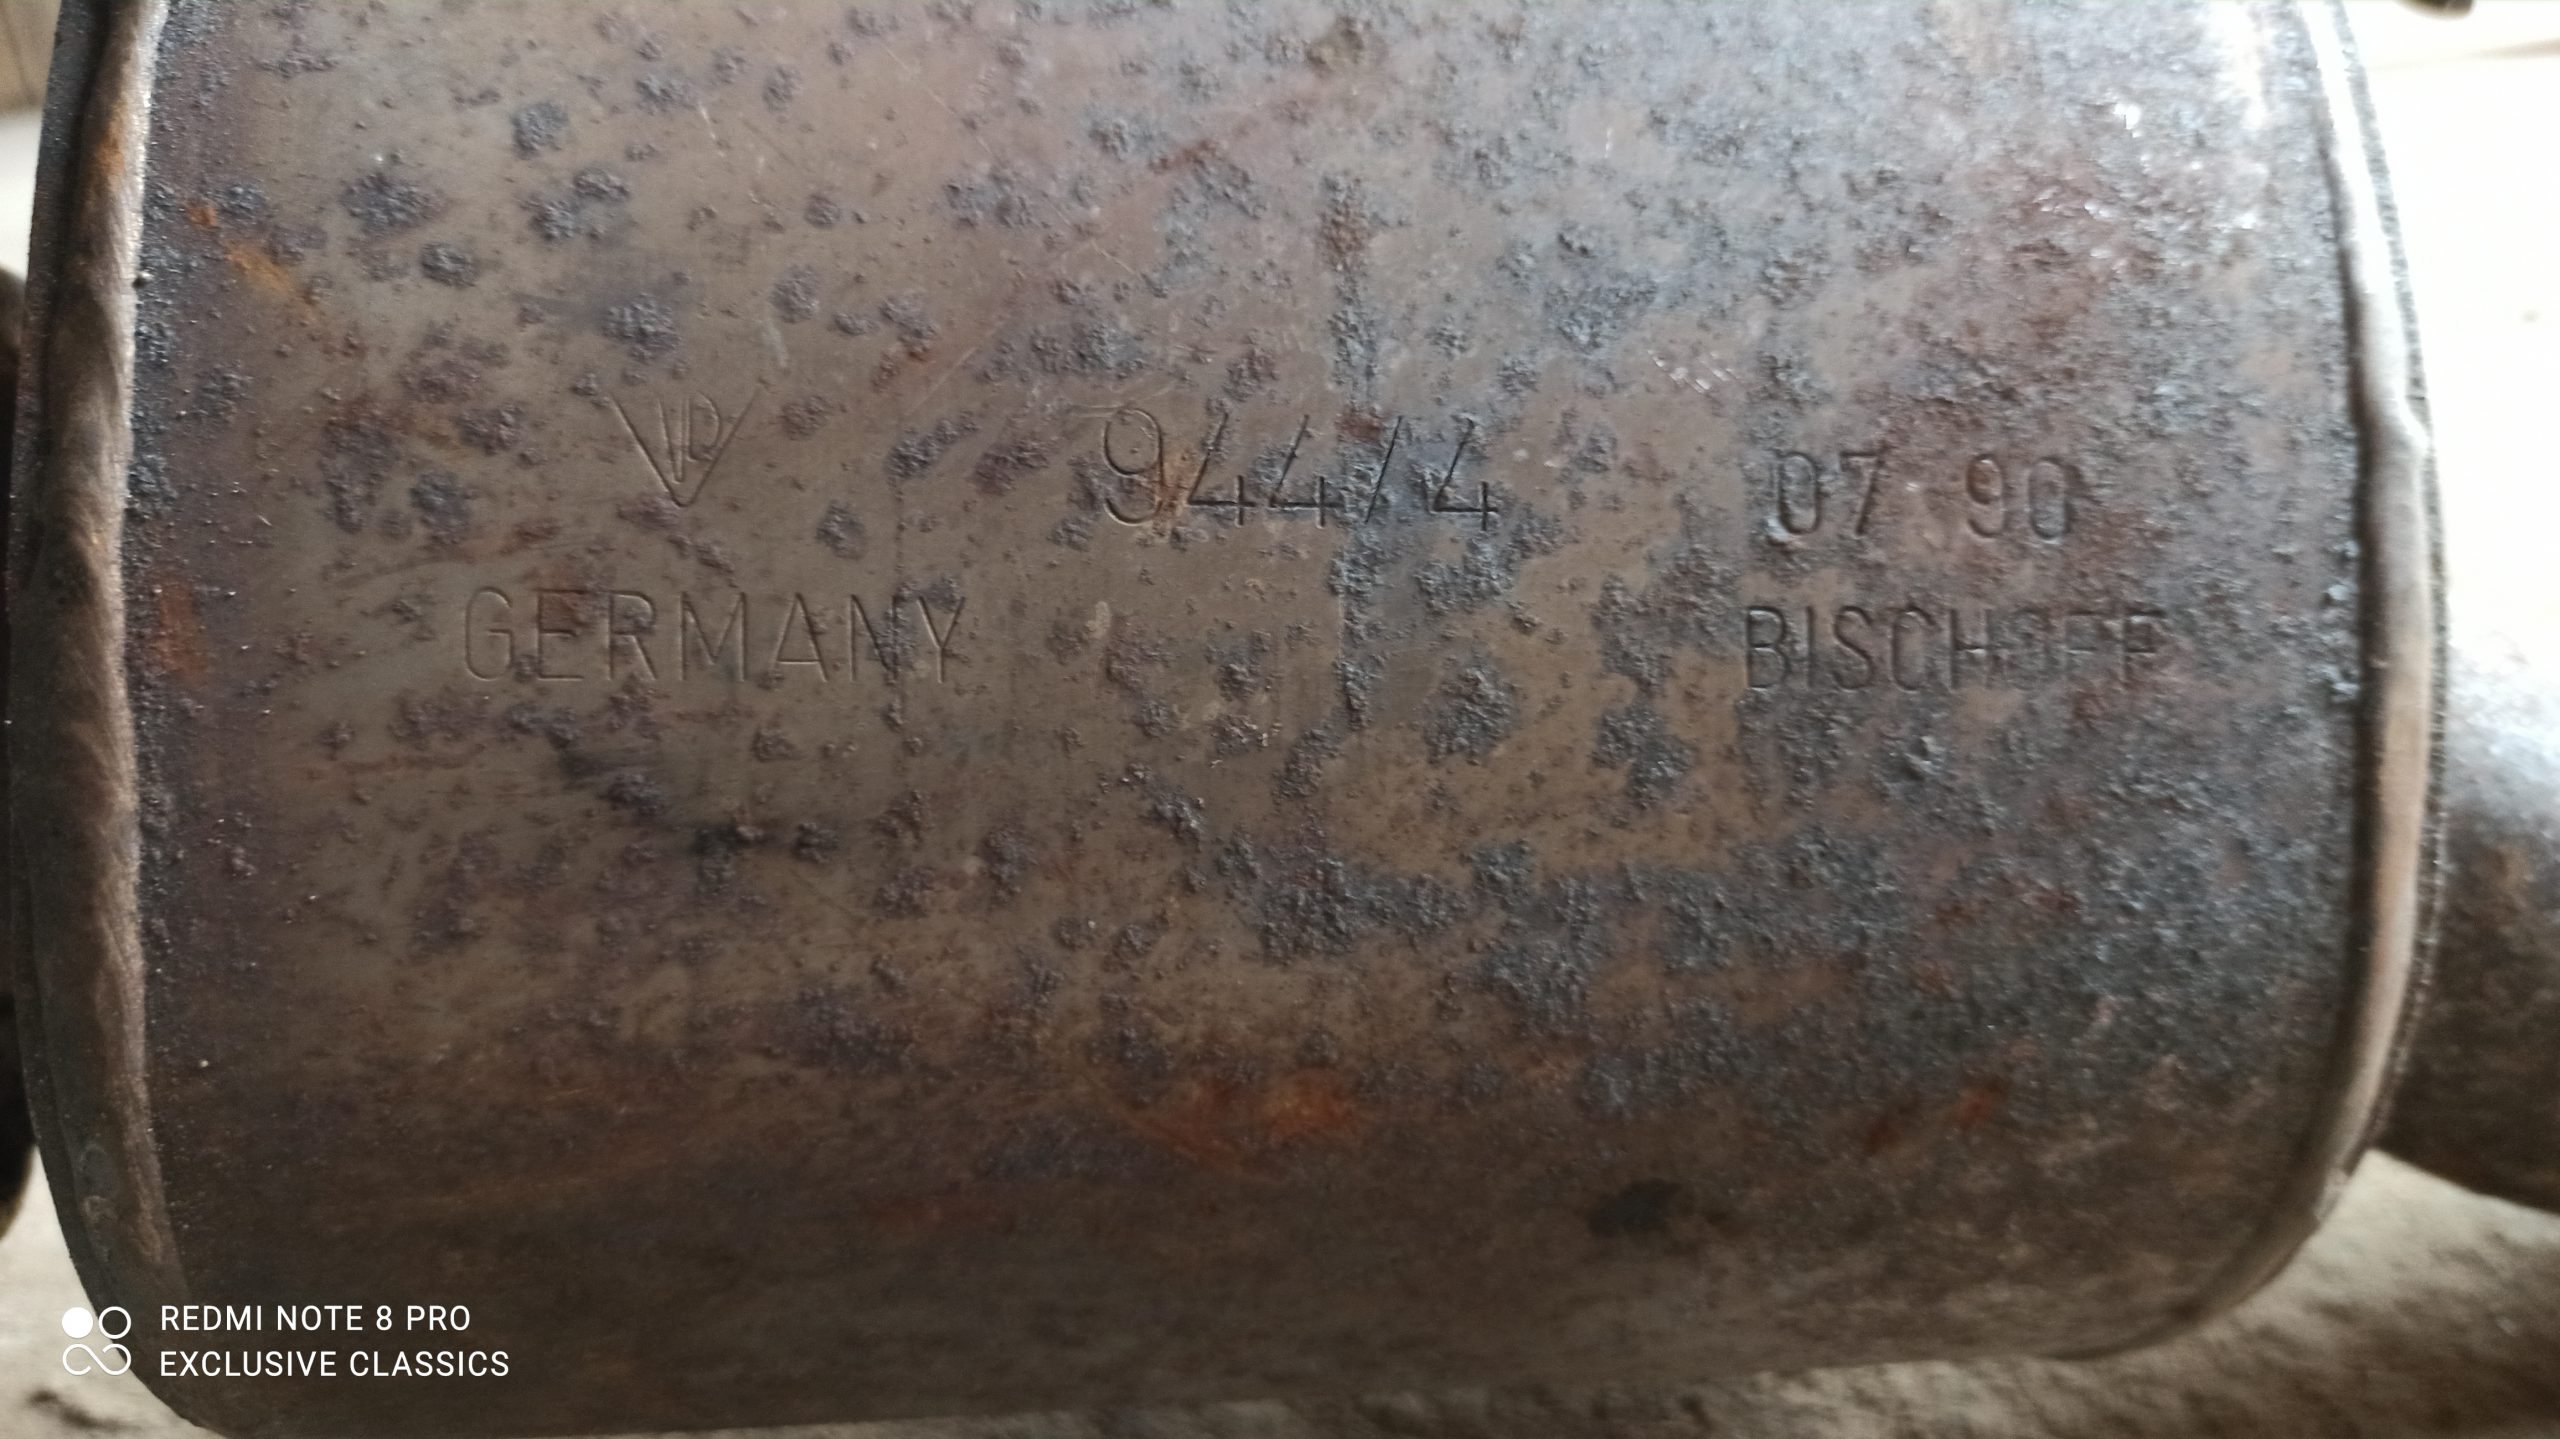 944/4 07 90
GERMANY BISCHOFF
REDMI NOTE 8 PRO
EXCLUSIVE CLASSICS